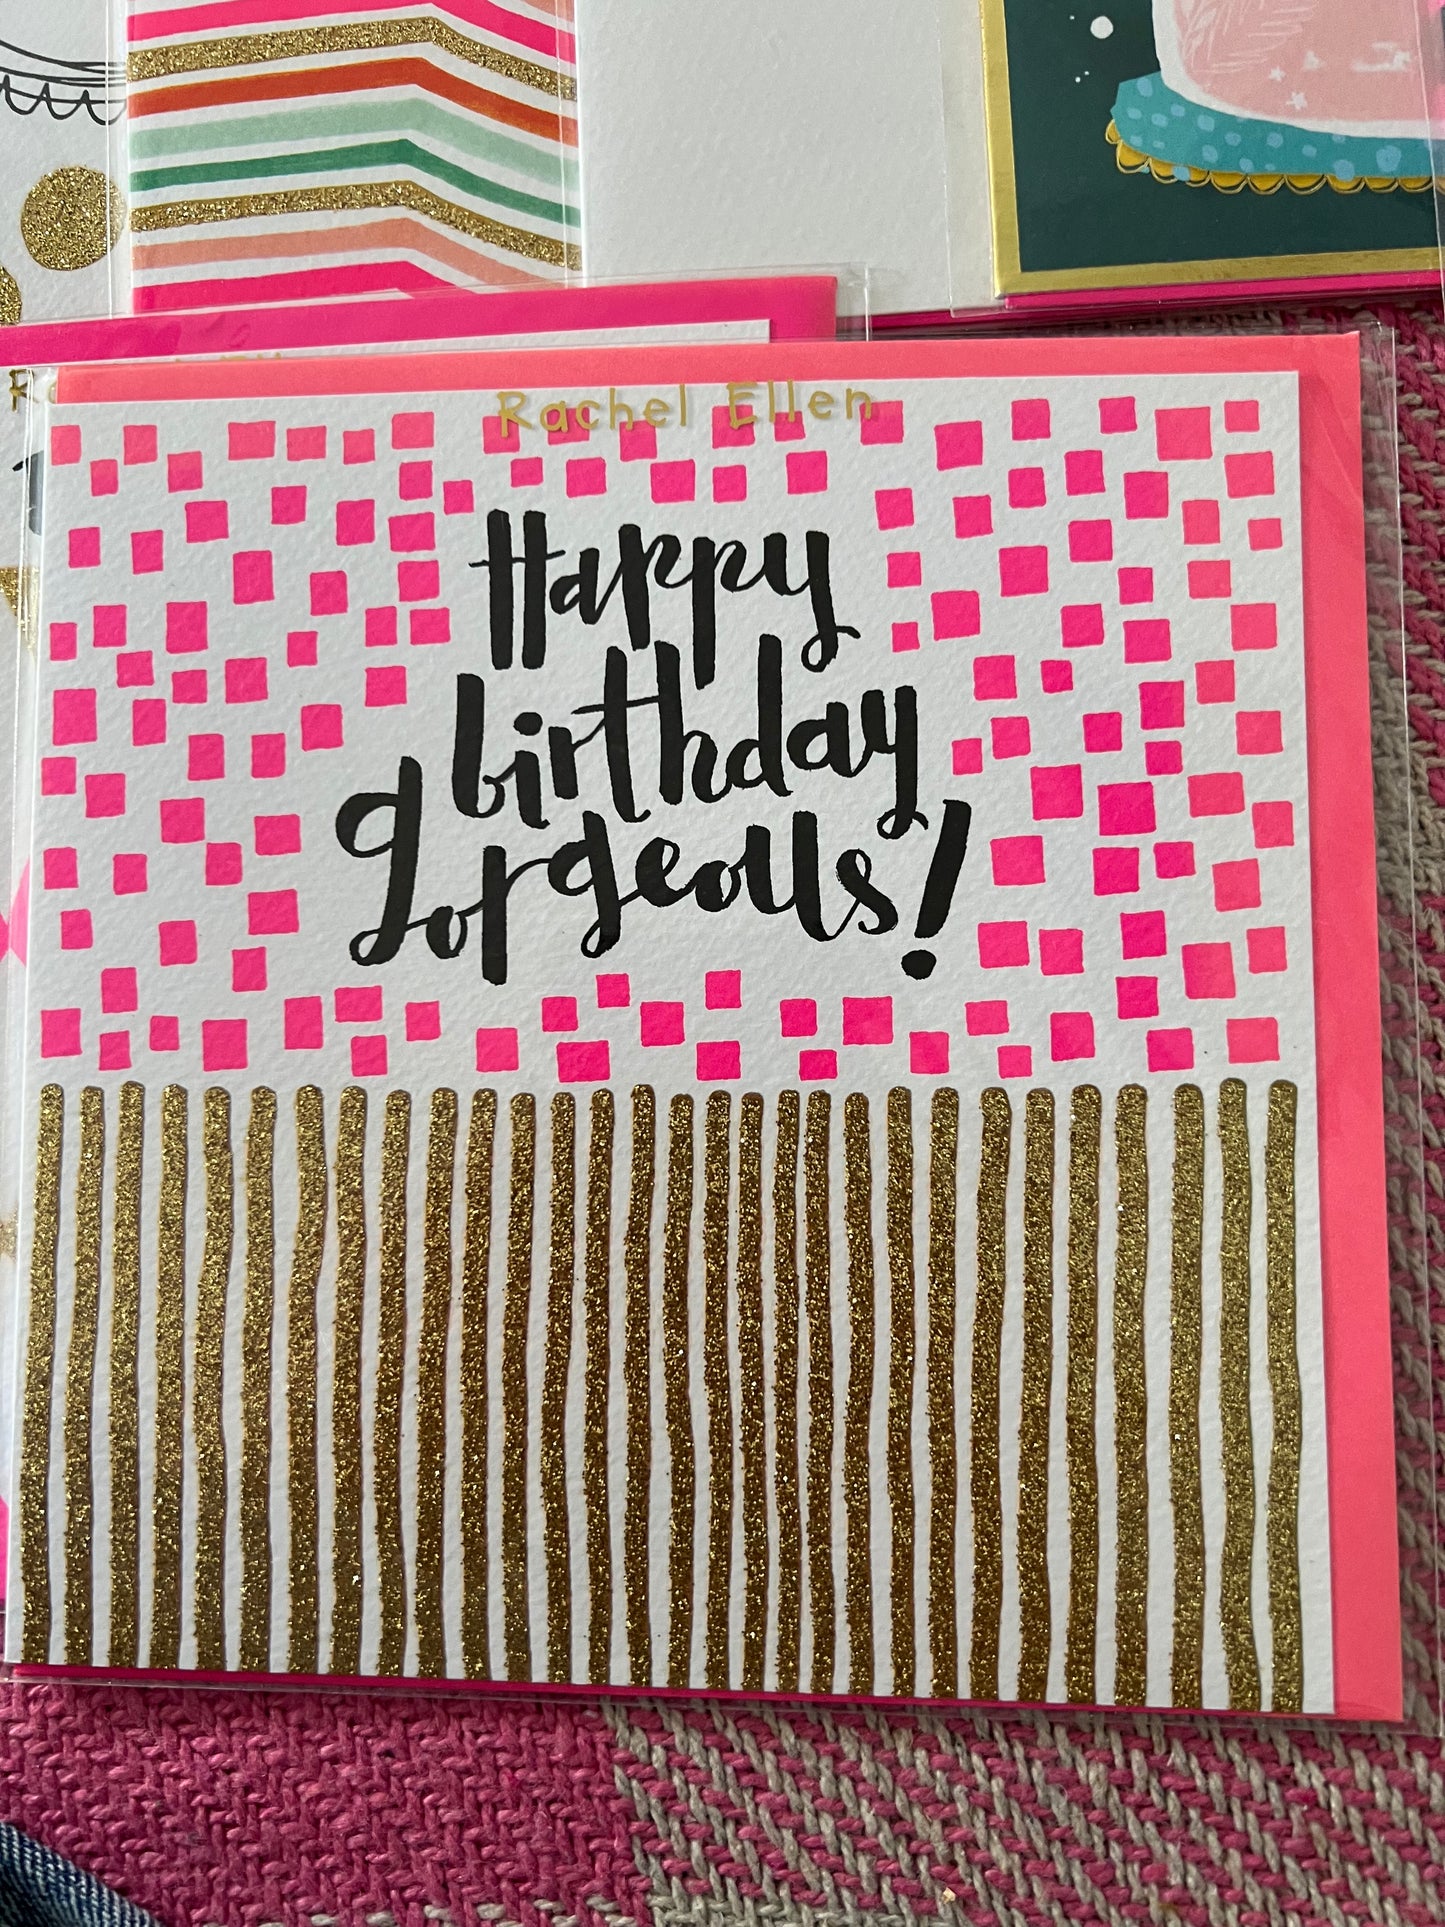 Rachel Ellen
Happy
birthday
gorgeous!